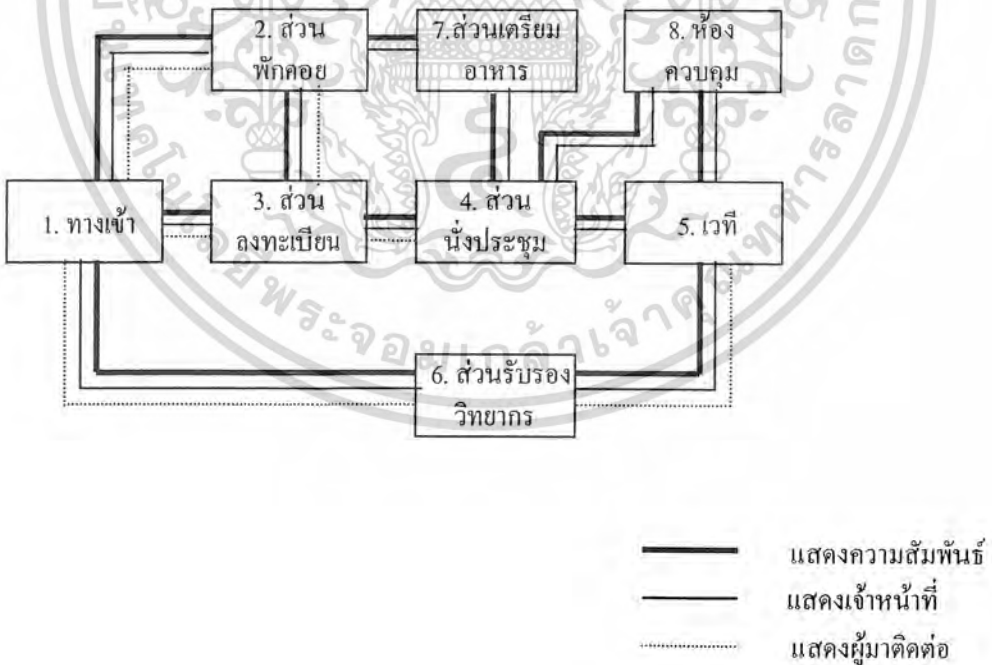 2. ส่วน
พักคอย
7.ส่วนเตรียม
อาหาร
8. ห้อง
ควบคุม
1. ทางเข้า
3. ส่วน
ลงทะเบียน
4. ส่วน
นั่งประชุม
5. เวที
6. ส่วนรับรอง
วิทยากร
แสดงความสัมพันธ์
แสดงเจ้าหน้าที่
แสดงผู้มาติดต่อ